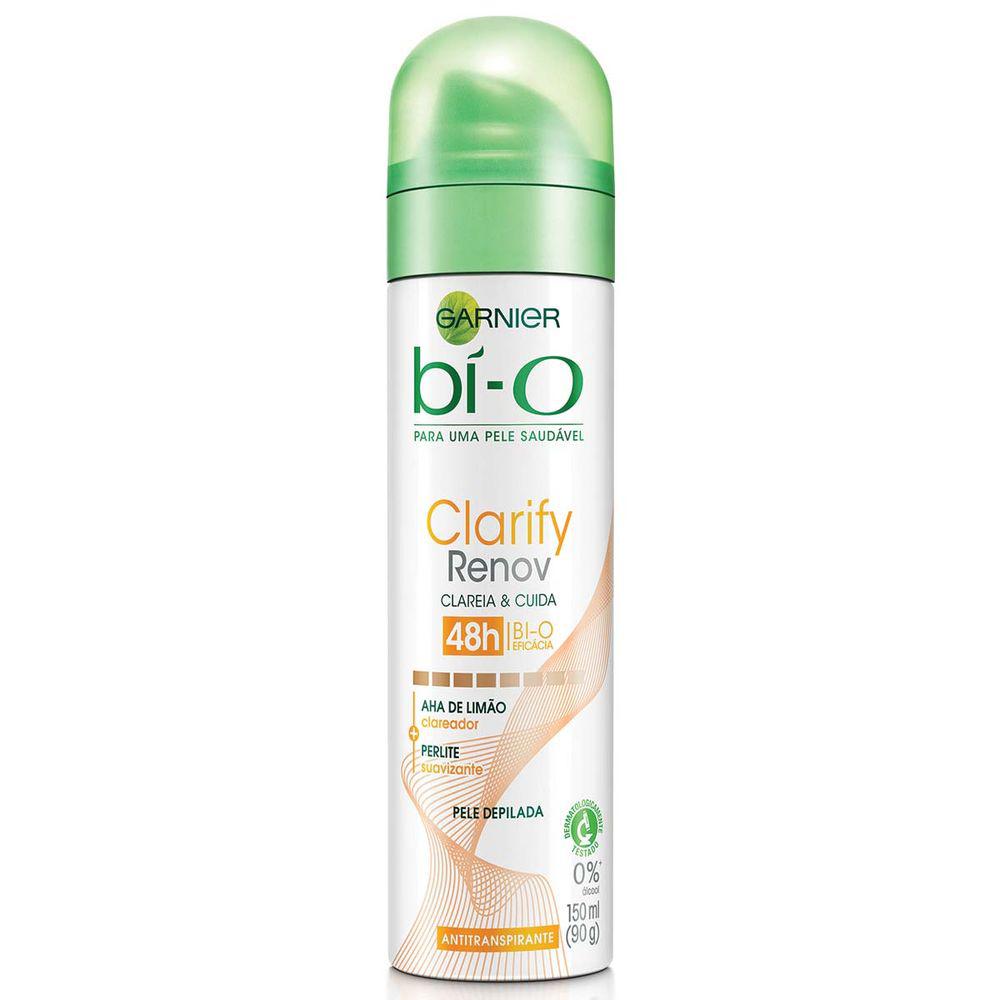 GARNIER
bí-O
PARA UMA PELE SAUDÁVEL
Clarify
Renov
CLAREIA & CUIDA
48h BI-O
EFICÁCIA
AHA DE LIMÃO
clareador
+
PERLITE
suavizante
PELE DEPILADA
DERMATOLOGICAMENTE
TESTADO
0%+
álcool
150 ml
(90 g)
ANTITRANSPIRANTE